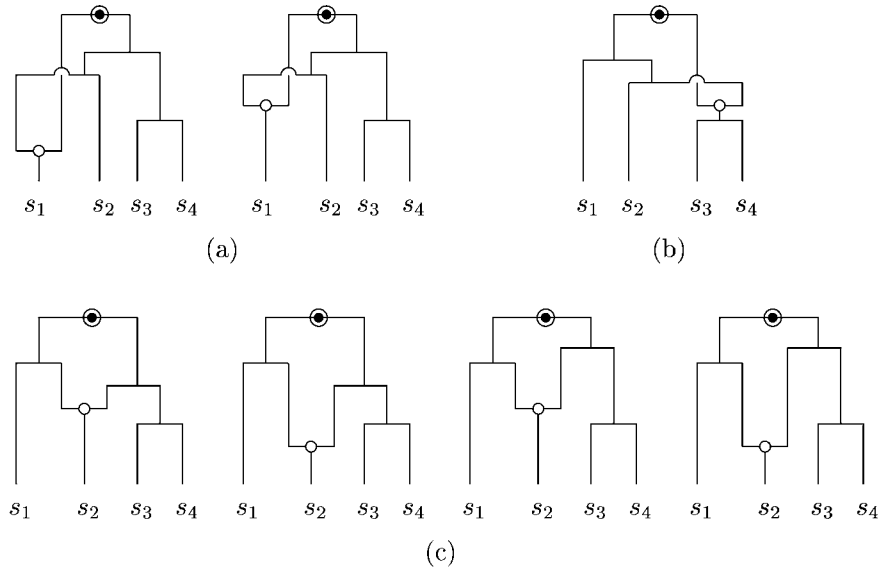 s₁ s₂ s₃ s₄ s₁ s₂ s₃ s₄ s₁ s₂ s₃ s₄
(a) (b)
s₁ s₂ s₃ s₄ s₁ s₂ s₃ s₄ s₁ s₂ s₃ s₄ s₁ s₂ s₃ s₄
(c)